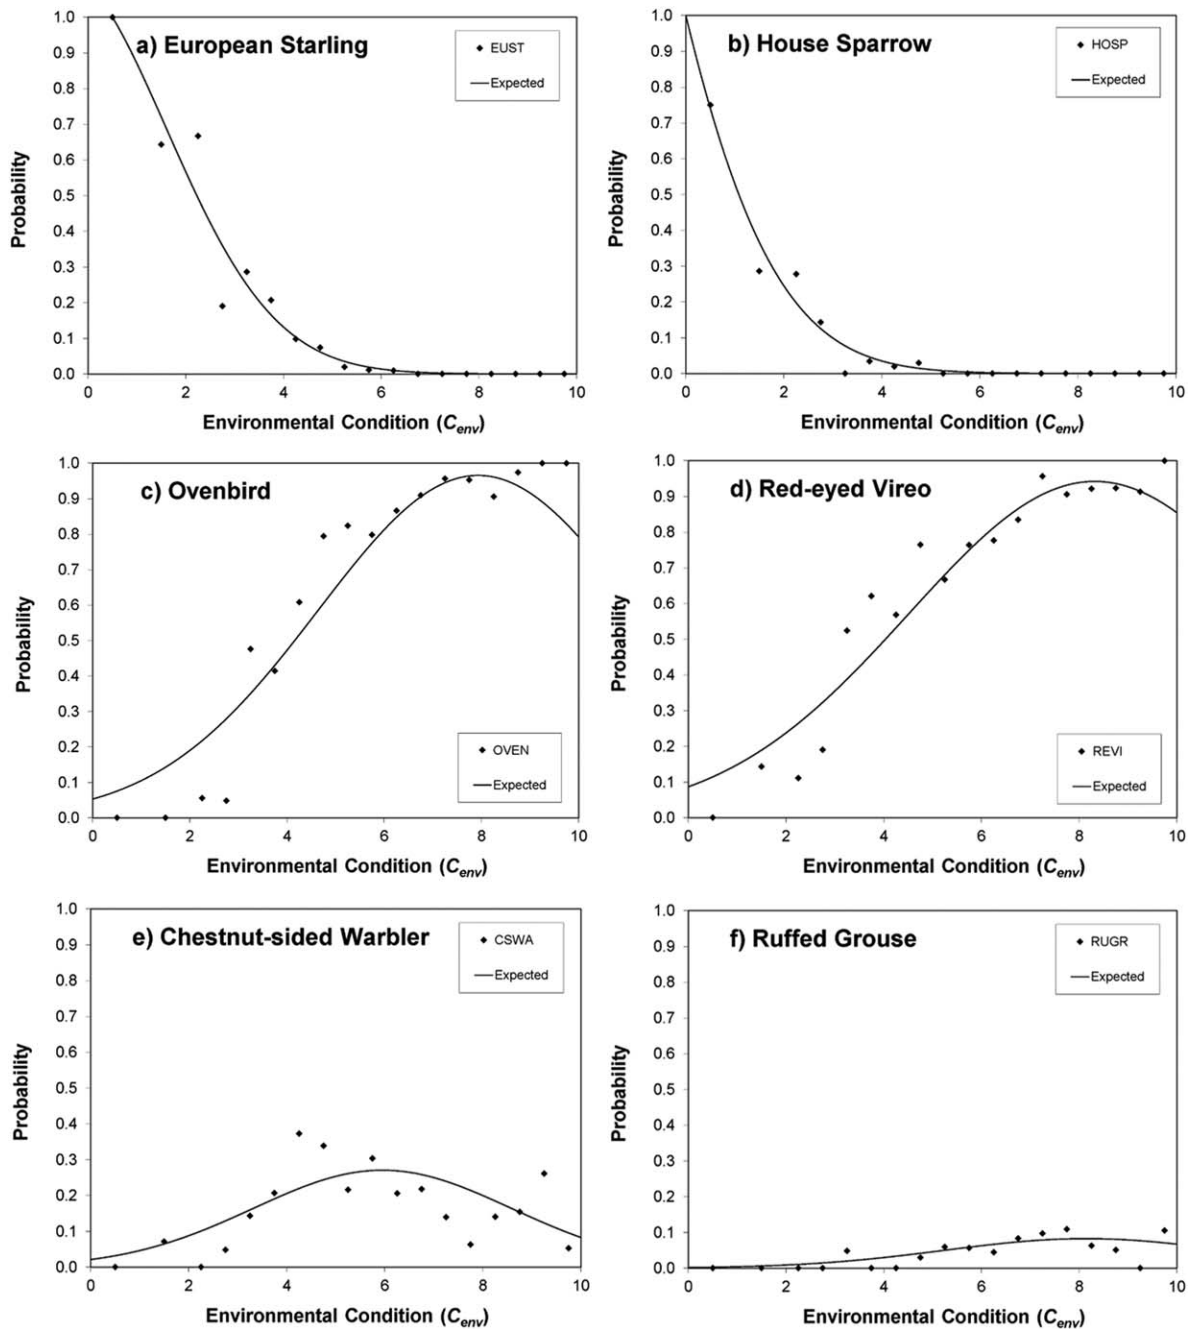 a) European Starling
EUST
Expected
1.0
0.9
0.8
0.7
0.6
0.5
0.4
0.3
0.2
0.1
0.0
Probability
0 2 4 6 8 10
Environmental Condition (Cenv)
b) House Sparrow
HOSP
Expected
1.0
0.9
0.8
0.7
0.6
0.5
0.4
0.3
0.2
0.1
0.0
Probability
0 2 4 6 8 10
Environmental Condition (Cenv)
c) Ovenbird
OVEN
Expected
1.0
0.9
0.8
0.7
0.6
0.5
0.4
0.3
0.2
0.1
0.0
Probability
0 2 4 6 8 10
Environmental Condition (Cenv)
d) Red-eyed Vireo
REVI
Expected
1.0
0.9
0.8
0.7
0.6
0.5
0.4
0.3
0.2
0.1
0.0
Probability
0 2 4 6 8 10
Environmental Condition (Cenv)
e) Chestnut-sided Warbler
CSWA
Expected
1.0
0.9
0.8
0.7
0.6
0.5
0.4
0.3
0.2
0.1
0.0
Probability
0 2 4 6 8 10
Environmental Condition (Cenv)
f) Ruffed Grouse
RUGR
Expected
1.0
0.9
0.8
0.7
0.6
0.5
0.4
0.3
0.2
0.1
0.0
Probability
0 2 4 6 8 10
Environmental Condition (Cenv)